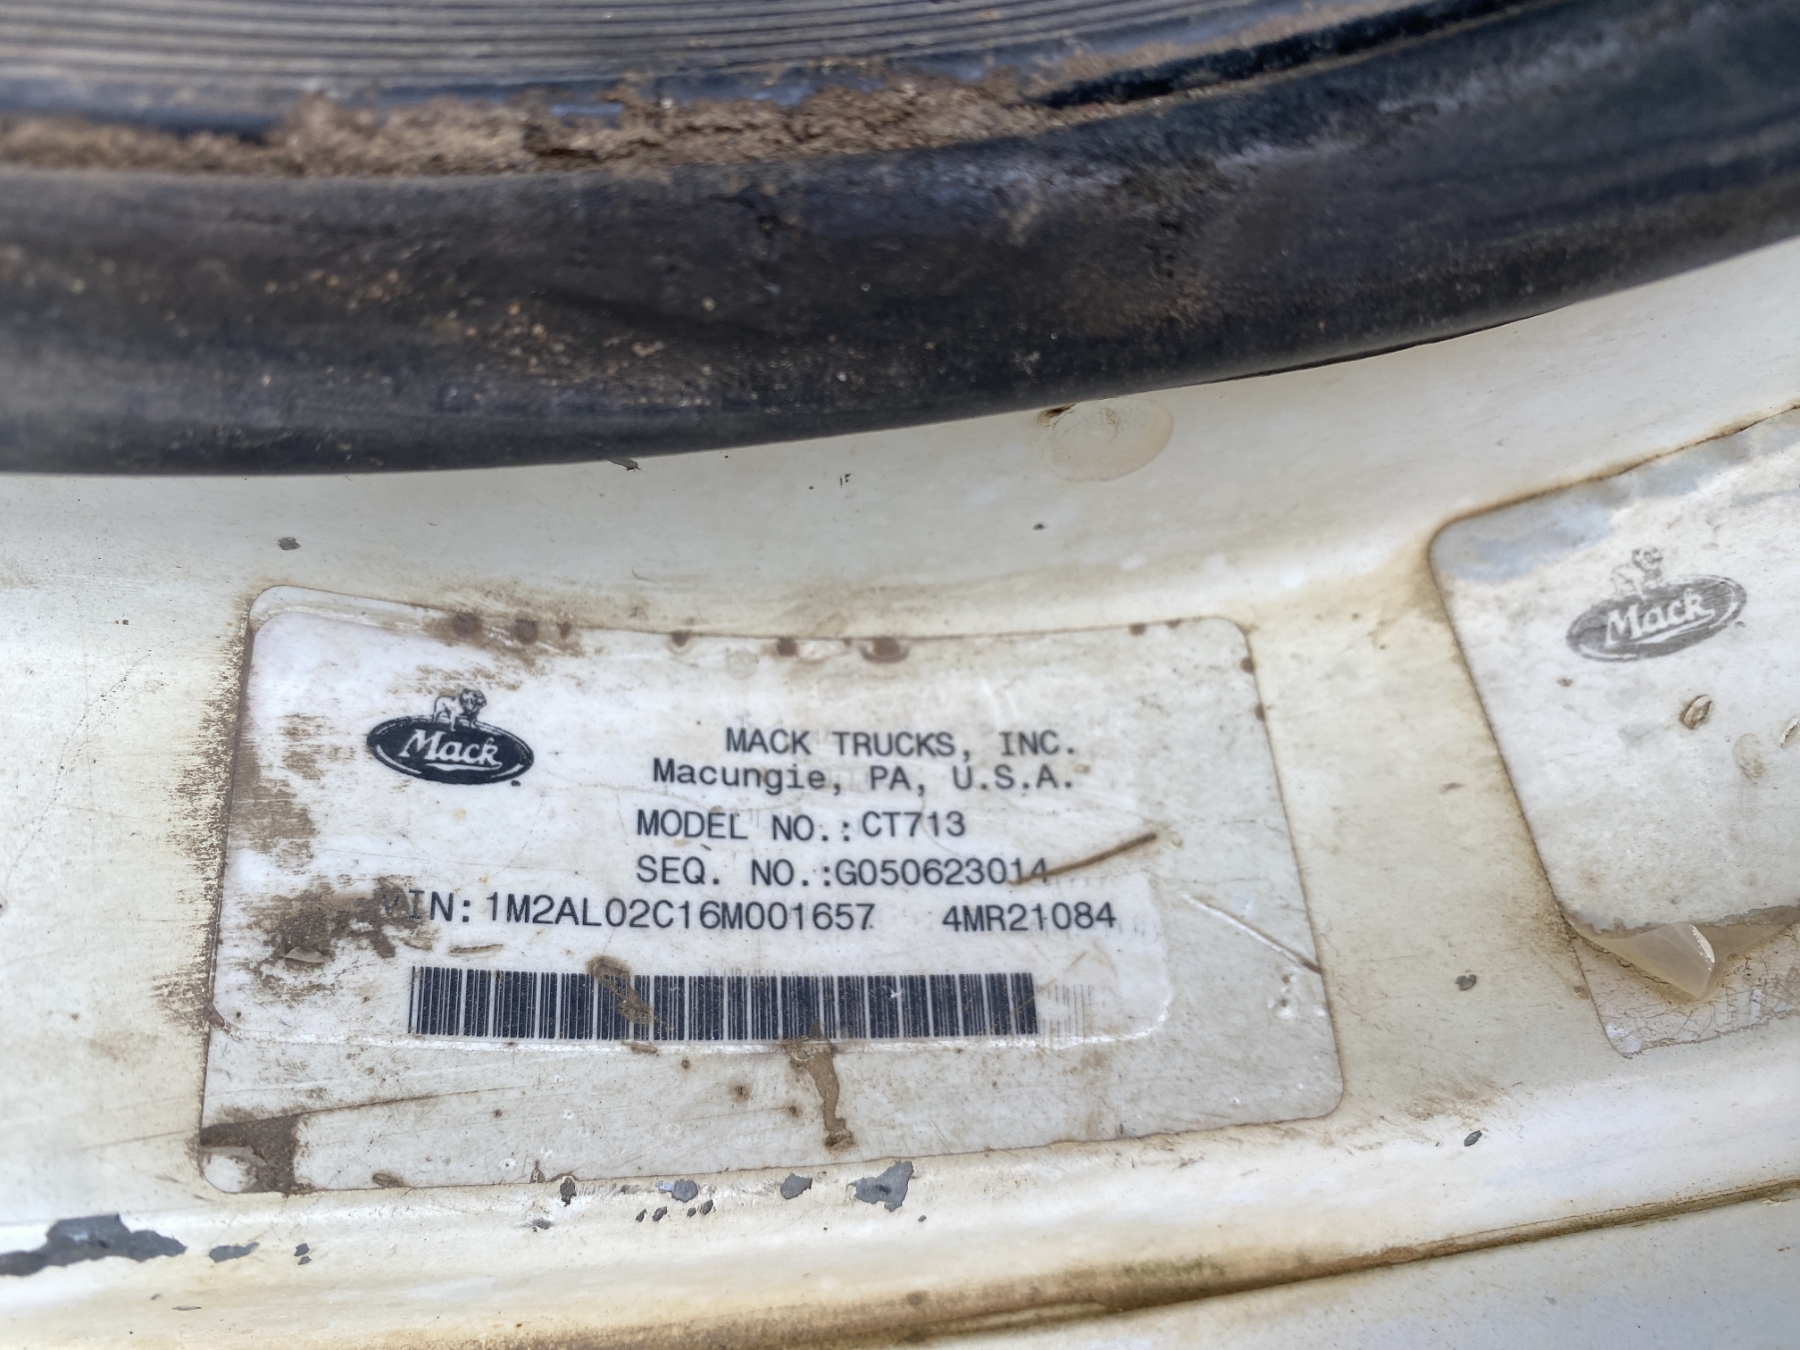 Mack
MACK TRUCKS, INC.
Macungie, PA, U.S.A.
MODEL NO.: CT713
SEQ. NO.:G050623014
VIN: 1M2AL02C16M001657 4MR21084
Mack